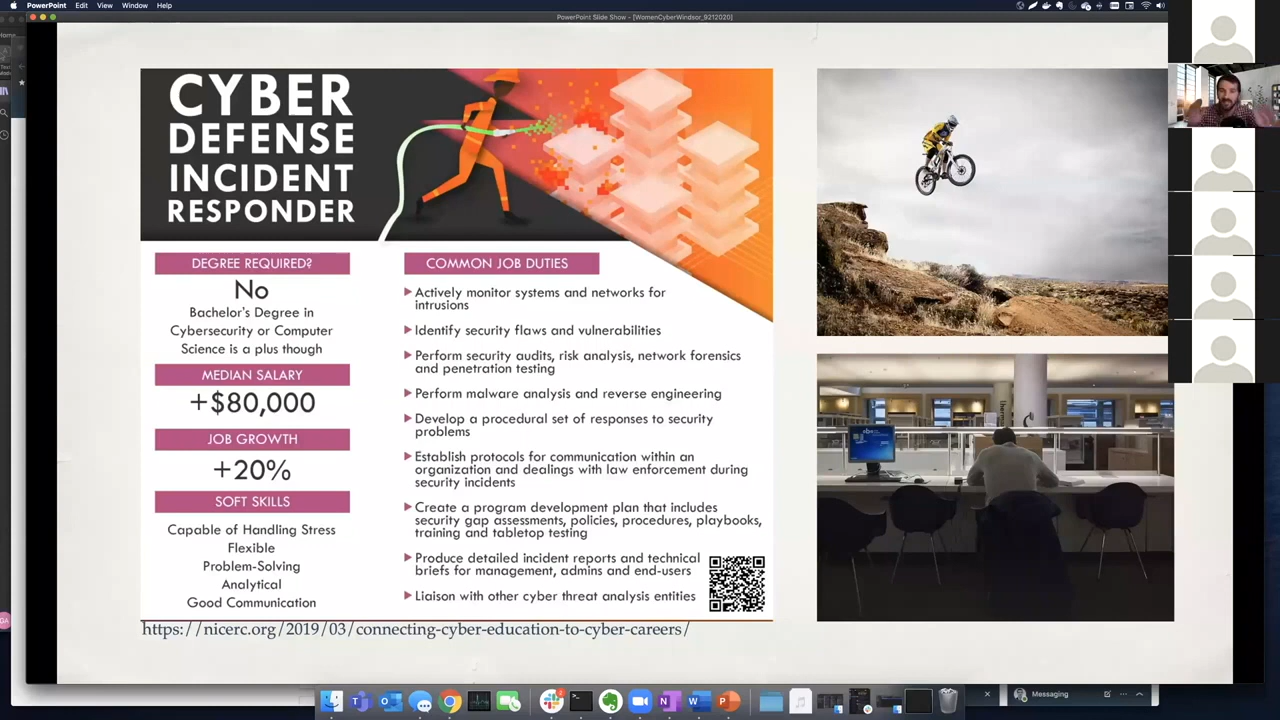 PowerPoint Edit View Window Help
PowerPoint Slide Show - [WomenCyberWindsor_9212020]
CYBER
DEFENSE
INCIDENT
RESPONDER
DEGREE REQUIRED?
No
Bachelor's Degree in
Cybersecurity or Computer
Science is a plus though
MEDIAN SALARY
+$80,000
JOB GROWTH
+20%
SOFT SKILLS
Capable of Handling Stress
Flexible
Problem-Solving
Analytical
Good Communication
COMMON JOB DUTIES
Actively monitor systems and networks for
intrusions
Identify security flaws and vulnerabilities
Perform security audits, risk analysis, network forensics
and penetration testing
Perform malware analysis and reverse engineering
Develop a procedural set of responses to security
problems
Establish protocols for communication within an
organization and dealings with law enforcement during
security incidents
Create a program development plan that includes
security gap assessments, policies, procedures, playbooks,
training and tabletop testing
Produce detailed incident reports and technical
briefs for management, admins and end-users
Liaison with other cyber threat analysis entities
https://nicerc.org/2019/03/connecting-cyber-education-to-cyber-careers/
Messaging